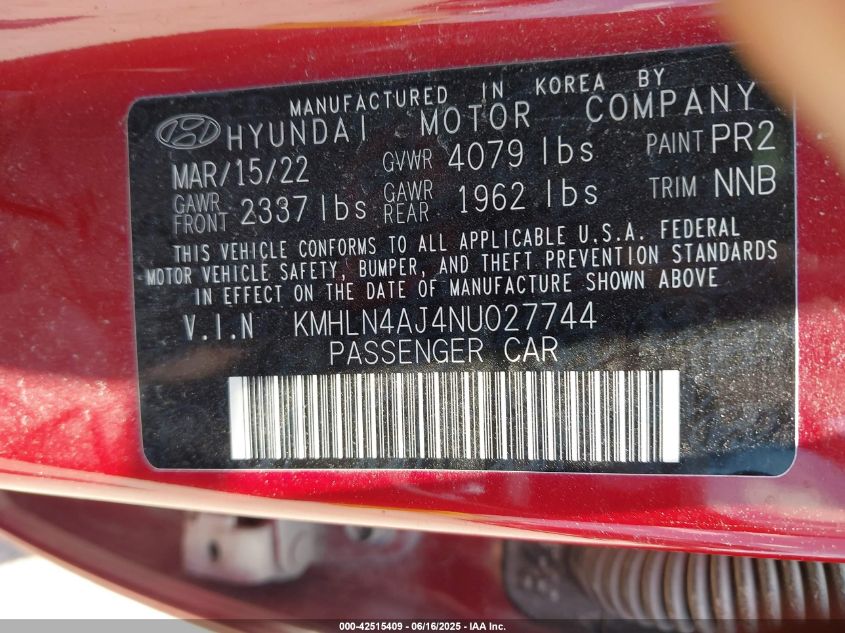 MANUFACTURED IN KOREA BY
HYUNDAI MOTOR COMPANY
MAR/15/22 GVWR 4079 lbs PAINT PR2
GAWR FRONT 2337 lbs GAWR REAR 1962 lbs TRIM NNB
THIS VEHICLE CONFORMS TO ALL APPLICABLE U.S.A. FEDERAL
MOTOR VEHICLE SAFETY, BUMPER, AND THEFT PREVENTION STANDARDS
IN EFFECT ON THE DATE OF MANUFACTURE SHOWN ABOVE
V.I.N KMHLN4AJ4NU027744
PASSENGER CAR
000-42515409 - 06/16/2025 - IAA Inc.